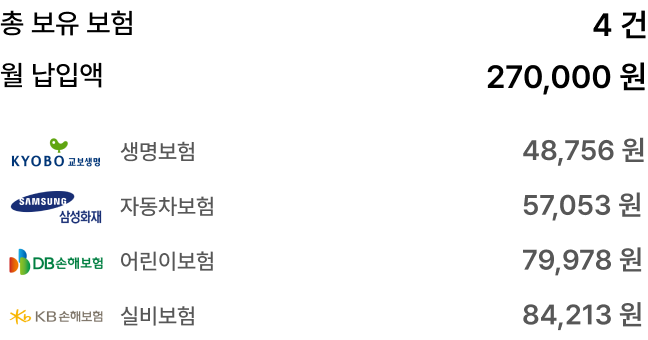 총 보유 보험 4 건
월 납입액 270,000 원
KYOBO 교보생명 생명보험 48,756 원
SAMSUNG 삼성화재 자동차보험 57,053 원
DB손해보험 어린이보험 79,978 원
KB손해보험 실비보험 84,213 원